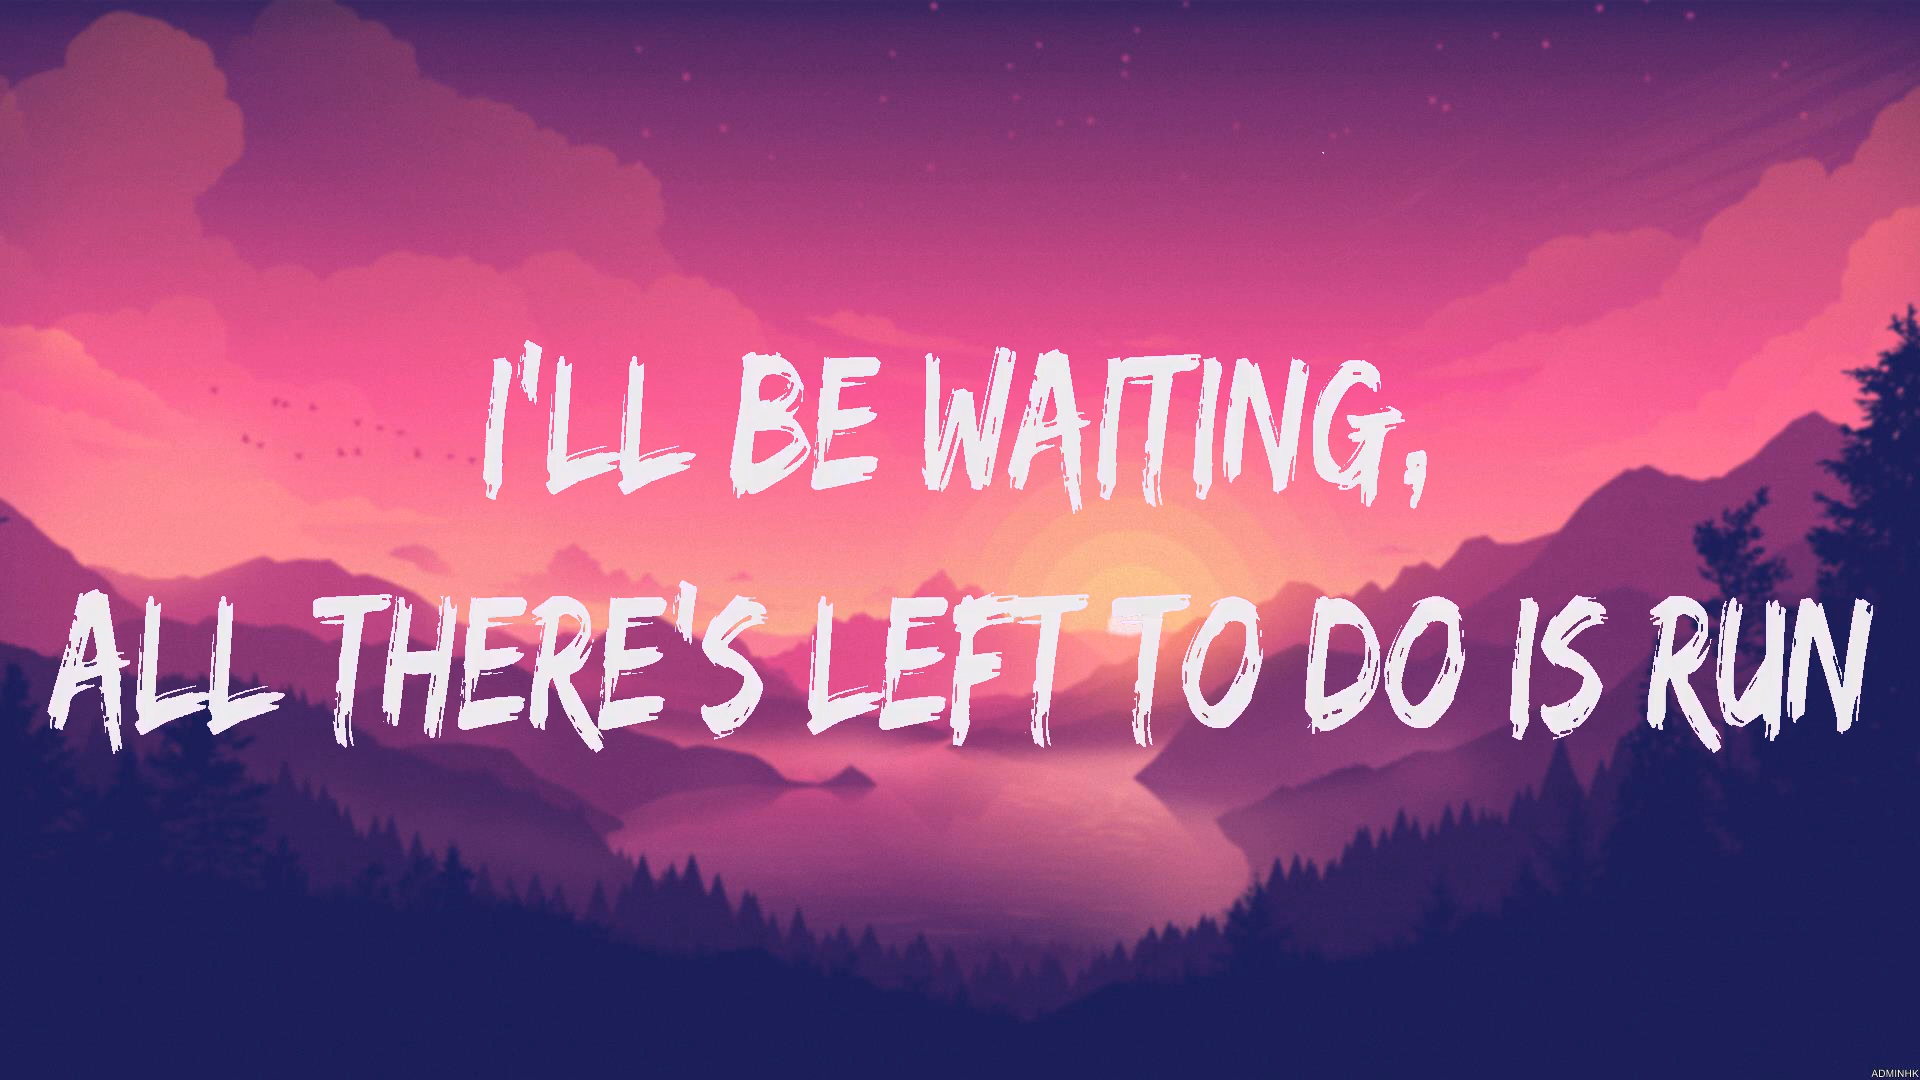 I'LL BE WAITING,
ALL THERE'S LEFT TO DO IS RUN
ADMINHK